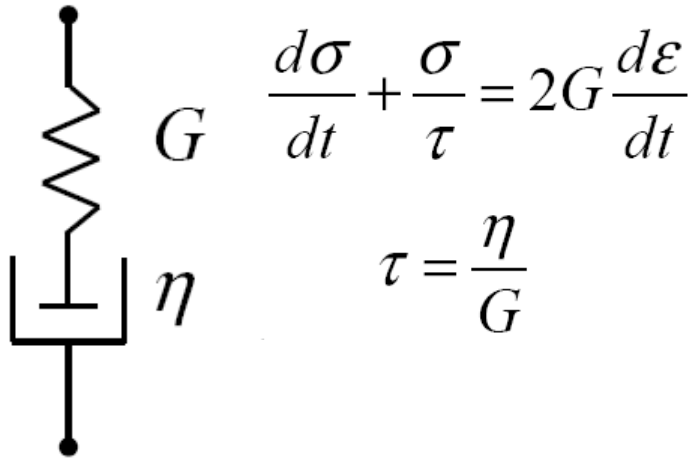 G
dσ/dt + σ/τ = 2G dε/dt
η
τ = η/G